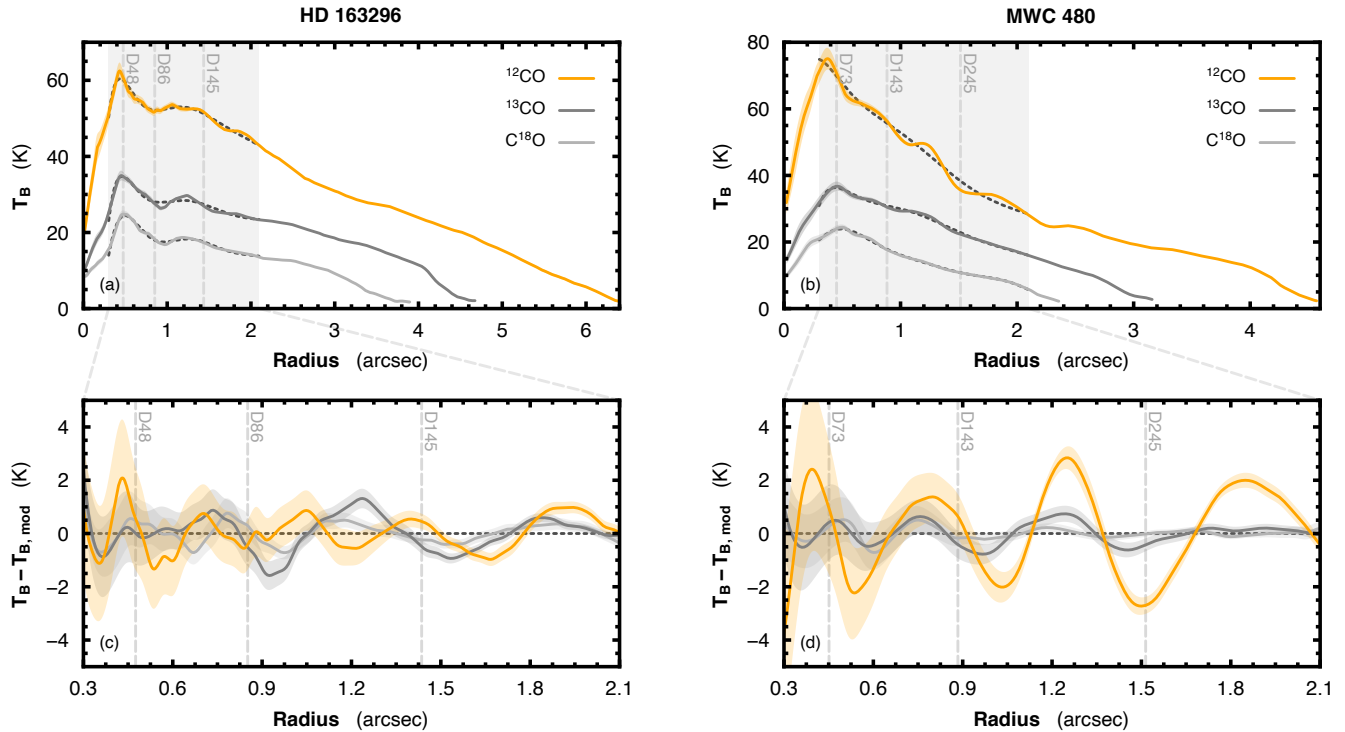 HD 163296
MWC 480
60
40
20
0
T_B (K)
D48
D86
D145
¹²CO
¹³CO
C¹⁸O
(a)
0 1 2 3 4 5 6
Radius (arcsec)
80
60
40
20
0
T_B (K)
D73
D143
D245
¹²CO
¹³CO
C¹⁸O
(b)
0 1 2 3 4
Radius (arcsec)
4
2
0
−2
−4
T_B − T_B, mod (K)
D48
D86
D145
(c)
0.3 0.6 0.9 1.2 1.5 1.8 2.1
Radius (arcsec)
4
2
0
−2
−4
T_B − T_B, mod (K)
D73
D143
D245
(d)
0.3 0.6 0.9 1.2 1.5 1.8 2.1
Radius (arcsec)